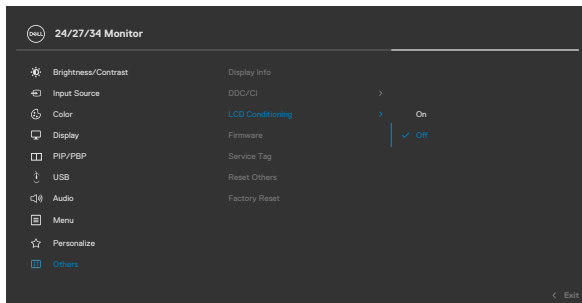 DELL 24/27/34 Monitor
Brightness/Contrast Display Info
Input Source DDC/CI >
Color LCD Conditioning > On
Display Firmware ✓ Off
PIP/PBP Service Tag
USB Reset Others
Audio Factory Reset
Menu
Personalize
Others
< Exit